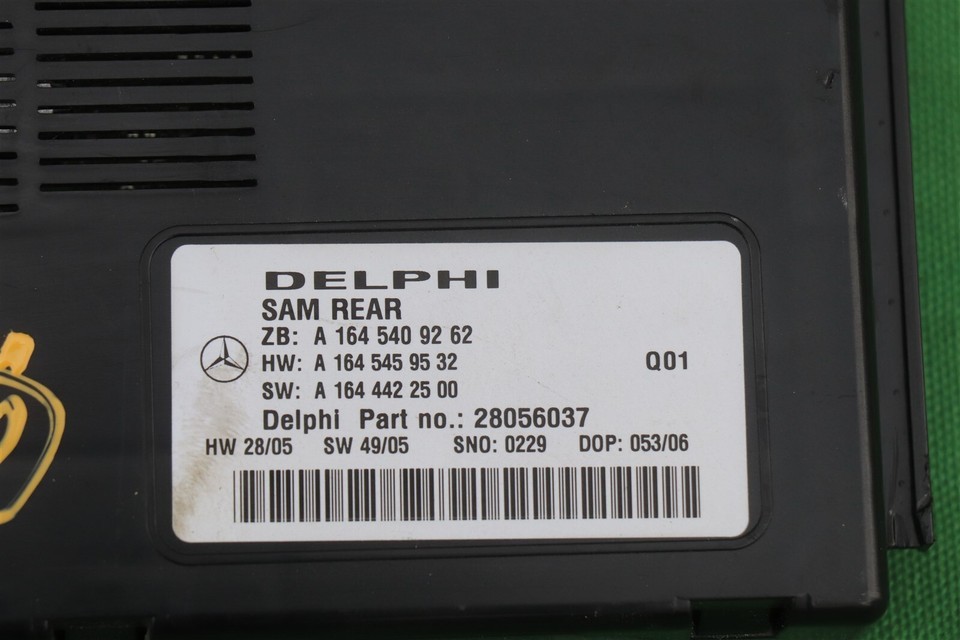 DELPHI
SAM REAR
ZB: A 164 540 92 62
HW: A 164 545 95 32 Q01
SW: A 164 442 25 00
Delphi Part no.: 28056037
HW 28/05 SW 49/05 SNO: 0229 DOP: 053/06